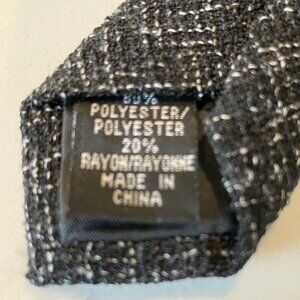 80%
POLYESTER/
POLYESTER
20%
RAYON/RAYONNE
MADE IN
CHINA